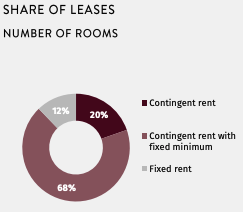 SHARE OF LEASES
NUMBER OF ROOMS
12%
20%
68%
Contingent rent
Contingent rent with
fixed minimum
Fixed rent